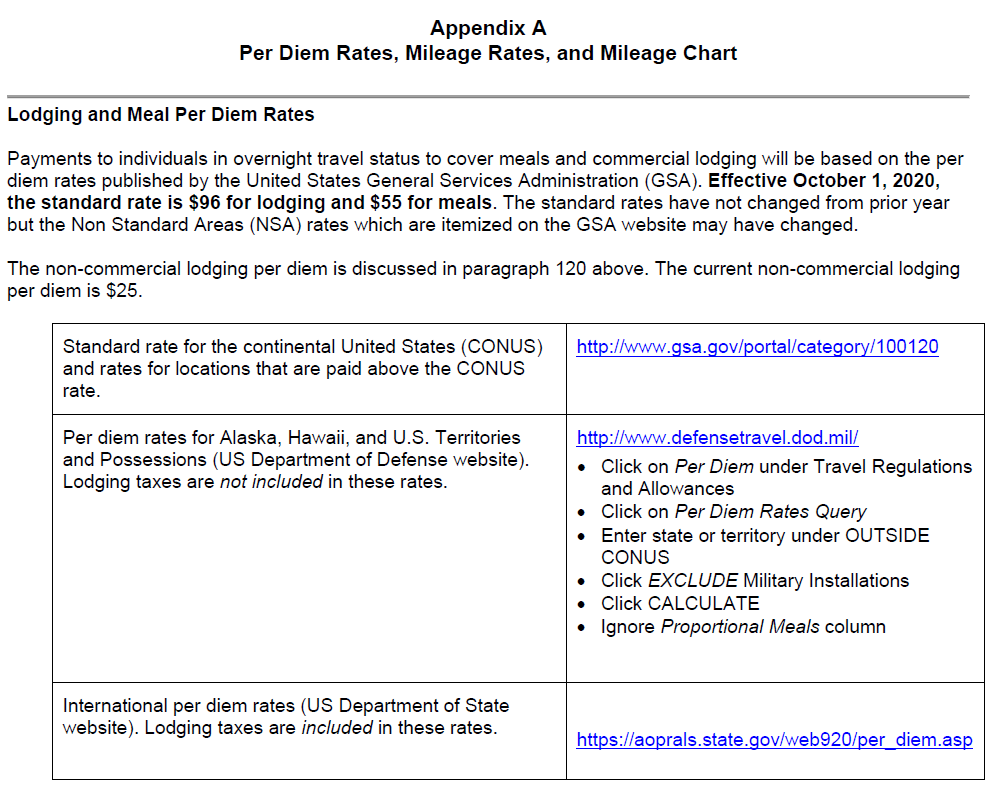 Appendix A
Per Diem Rates, Mileage Rates, and Mileage Chart
Lodging and Meal Per Diem Rates
Payments to individuals in overnight travel status to cover meals and commercial lodging will be based on the per
diem rates published by the United States General Services Administration (GSA). Effective October 1, 2020,
the standard rate is $96 for lodging and $55 for meals. The standard rates have not changed from prior year
but the Non Standard Areas (NSA) rates which are itemized on the GSA website may have changed.
The non-commercial lodging per diem is discussed in paragraph 120 above. The current non-commercial lodging
per diem is $25.
Standard rate for the continental United States (CONUS)
and rates for locations that are paid above the CONUS
rate.
http://www.gsa.gov/portal/category/100120
Per diem rates for Alaska, Hawaii, and U.S. Territories
and Possessions (US Department of Defense website).
Lodging taxes are not included in these rates.
http://www.defensetravel.dod.mil/
• Click on Per Diem under Travel Regulations
and Allowances
• Click on Per Diem Rates Query
• Enter state or territory under OUTSIDE
CONUS
• Click EXCLUDE Military Installations
• Click CALCULATE
• Ignore Proportional Meals column
International per diem rates (US Department of State
website). Lodging taxes are included in these rates.
https://aoprals.state.gov/web920/per_diem.asp